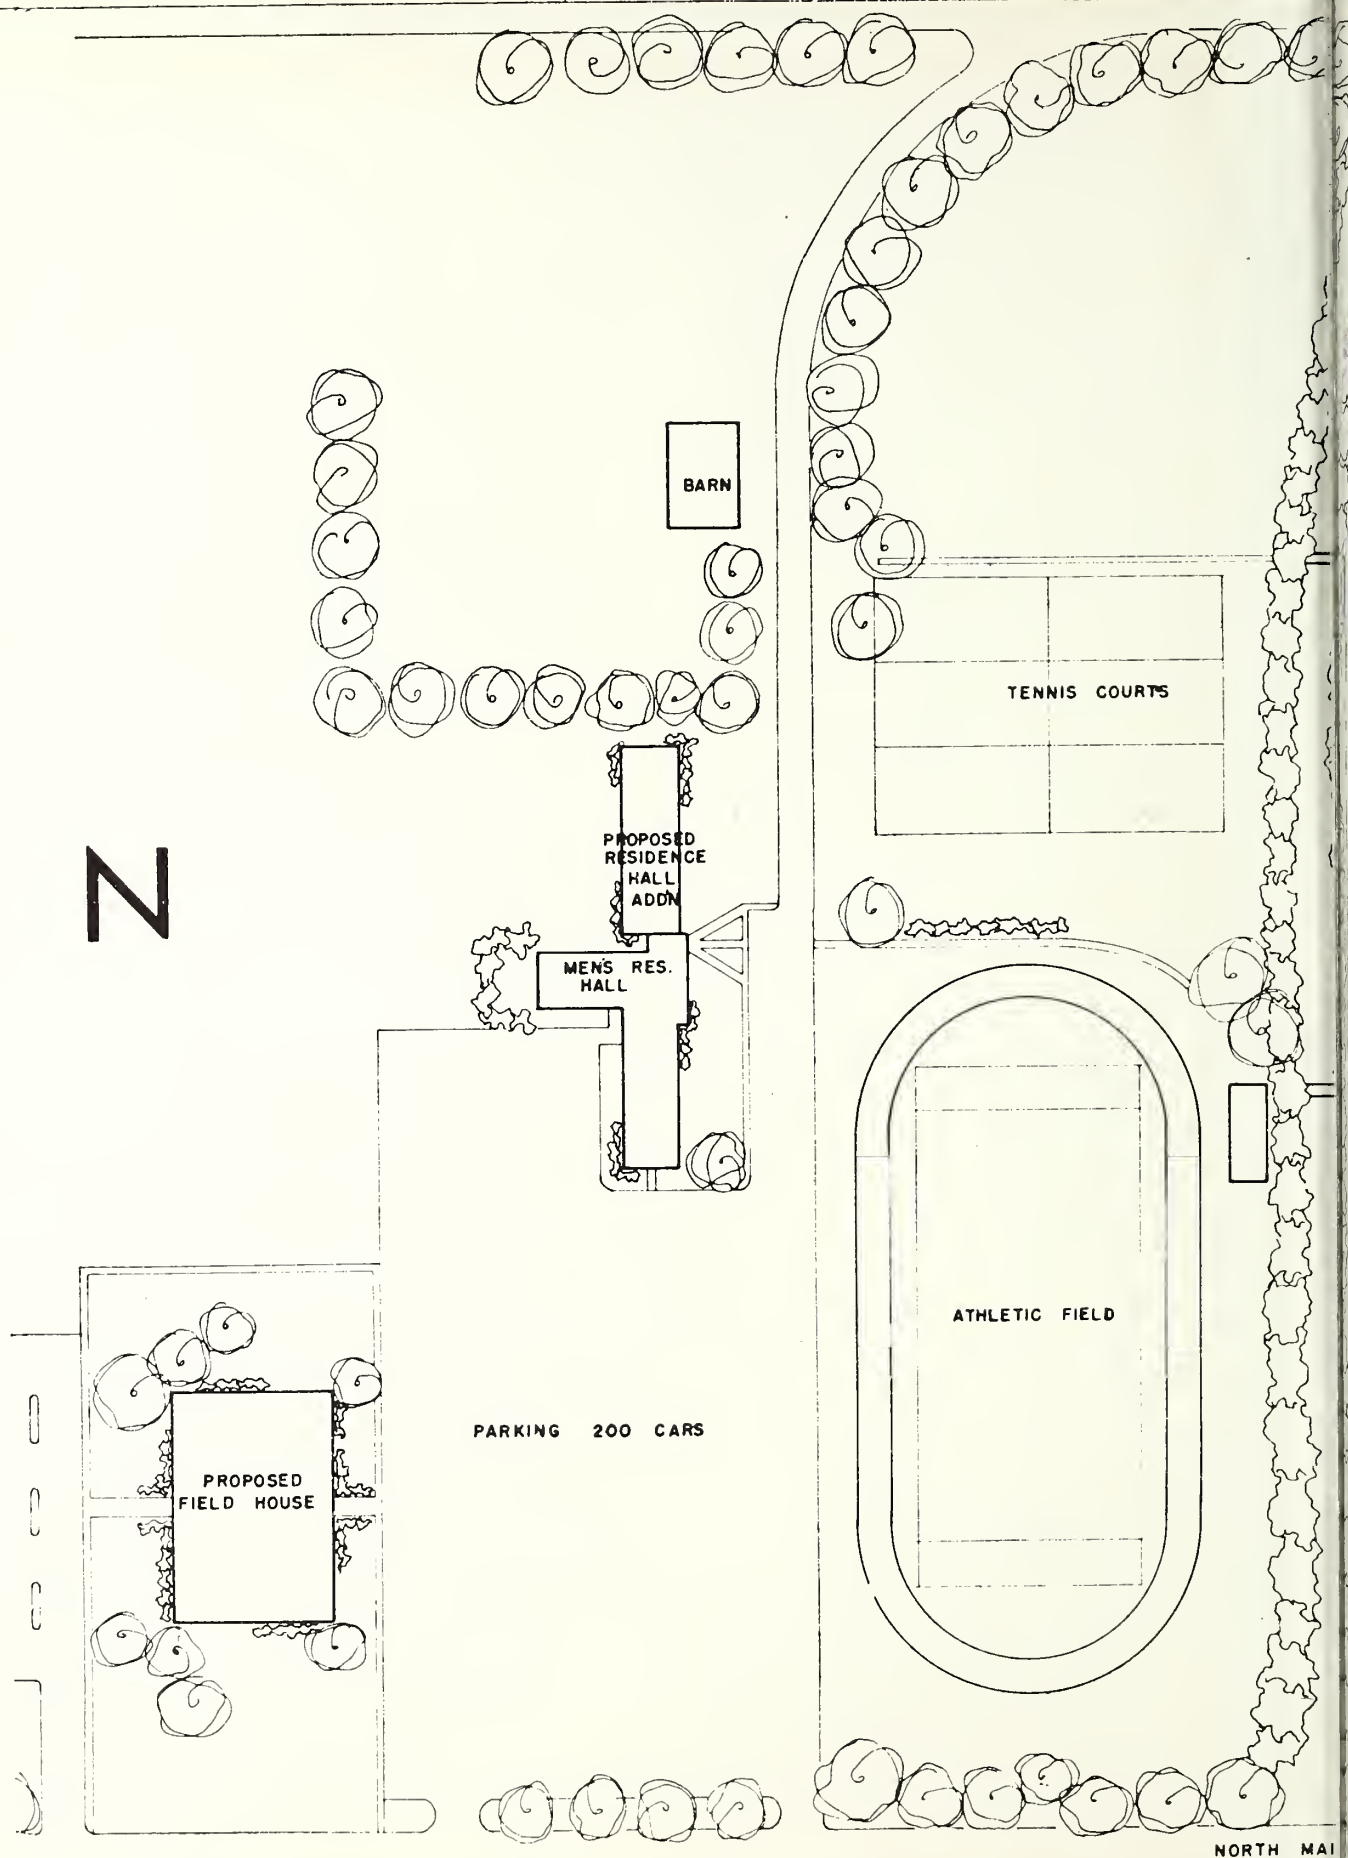 BARN
TENNIS COURTS
PROPOSED
RESIDENCE
HALL
ADDN
N
MEN'S RES.
HALL
ATHLETIC FIELD
PARKING 200 CARS
PROPOSED
FIELD HOUSE
NORTH MAI